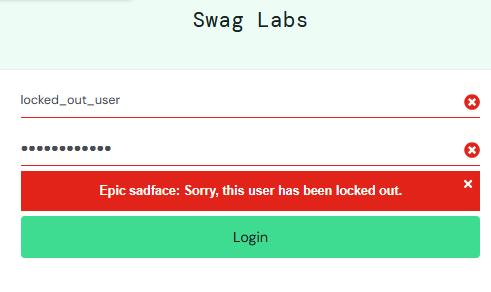 Swag Labs
locked_out_user
••••••••••••
Epic sadface: Sorry, this user has been locked out.
Login